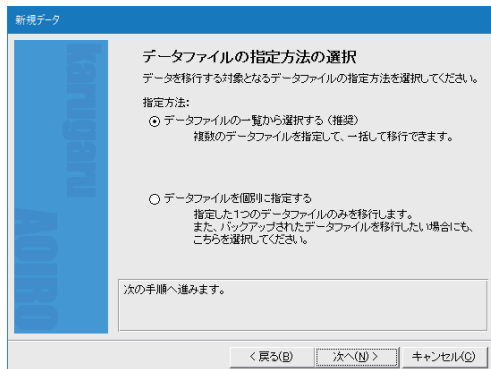 新規データ
karugaru
AOIRO
データファイルの指定方法の選択
データを移行する対象となるデータファイルの指定方法を選択してください。
指定方法:
データファイルの一覧から選択する（推奨）
複数のデータファイルを指定して、一括して移行できます。
データファイルを個別に指定する
指定した1つのデータファイルのみを移行します。
また、バックアップされたデータファイルを移行したい場合にも、
こちらを選択してください。
次の手順へ進みます。
< 戻る(B)
次へ(N) >
キャンセル(C)